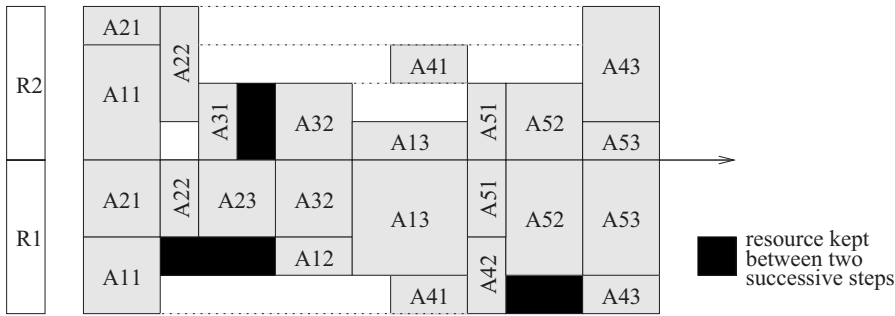 R2
A21
A22
A11
A31
A32
A41
A13
A51
A52
A43
A53
R1
A21
A22
A23
A32
A13
A51
A52
A53
A11
A12
A41
A42
A43
resource kept
between two
successive steps